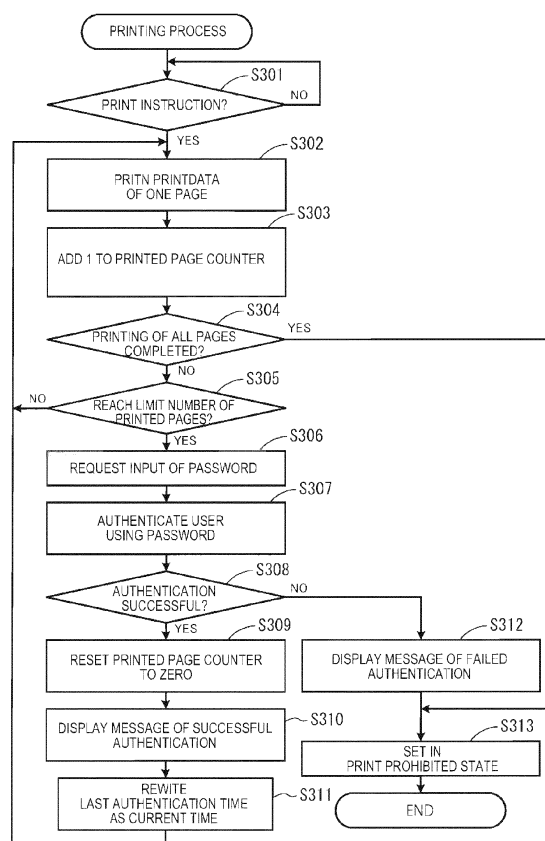 PRINTING PROCESS
S301
PRINT INSTRUCTION?
NO
YES
S302
PRITN PRINTDATA
OF ONE PAGE
S303
ADD 1 TO PRINTED PAGE COUNTER
S304
PRINTING OF ALL PAGES
COMPLETED?
YES
NO
S305
NO
REACH LIMIT NUMBER OF
PRINTED PAGES?
YES
S306
REQUEST INPUT OF PASSWORD
S307
AUTHENTICATE USER
USING PASSWORD
S308
AUTHENTICATION
SUCCESSFUL?
NO
YES
S309
RESET PRINTED PAGE COUNTER
TO ZERO
S312
DISPLAY MESSAGE OF FAILED
AUTHENTICATION
S310
DISPLAY MESSAGE OF SUCCESSFUL
AUTHENTICATION
S313
SET IN
PRINT PROHIBITED STATE
S311
REWITE
LAST AUTHENTICATION TIME
AS CURRENT TIME
END